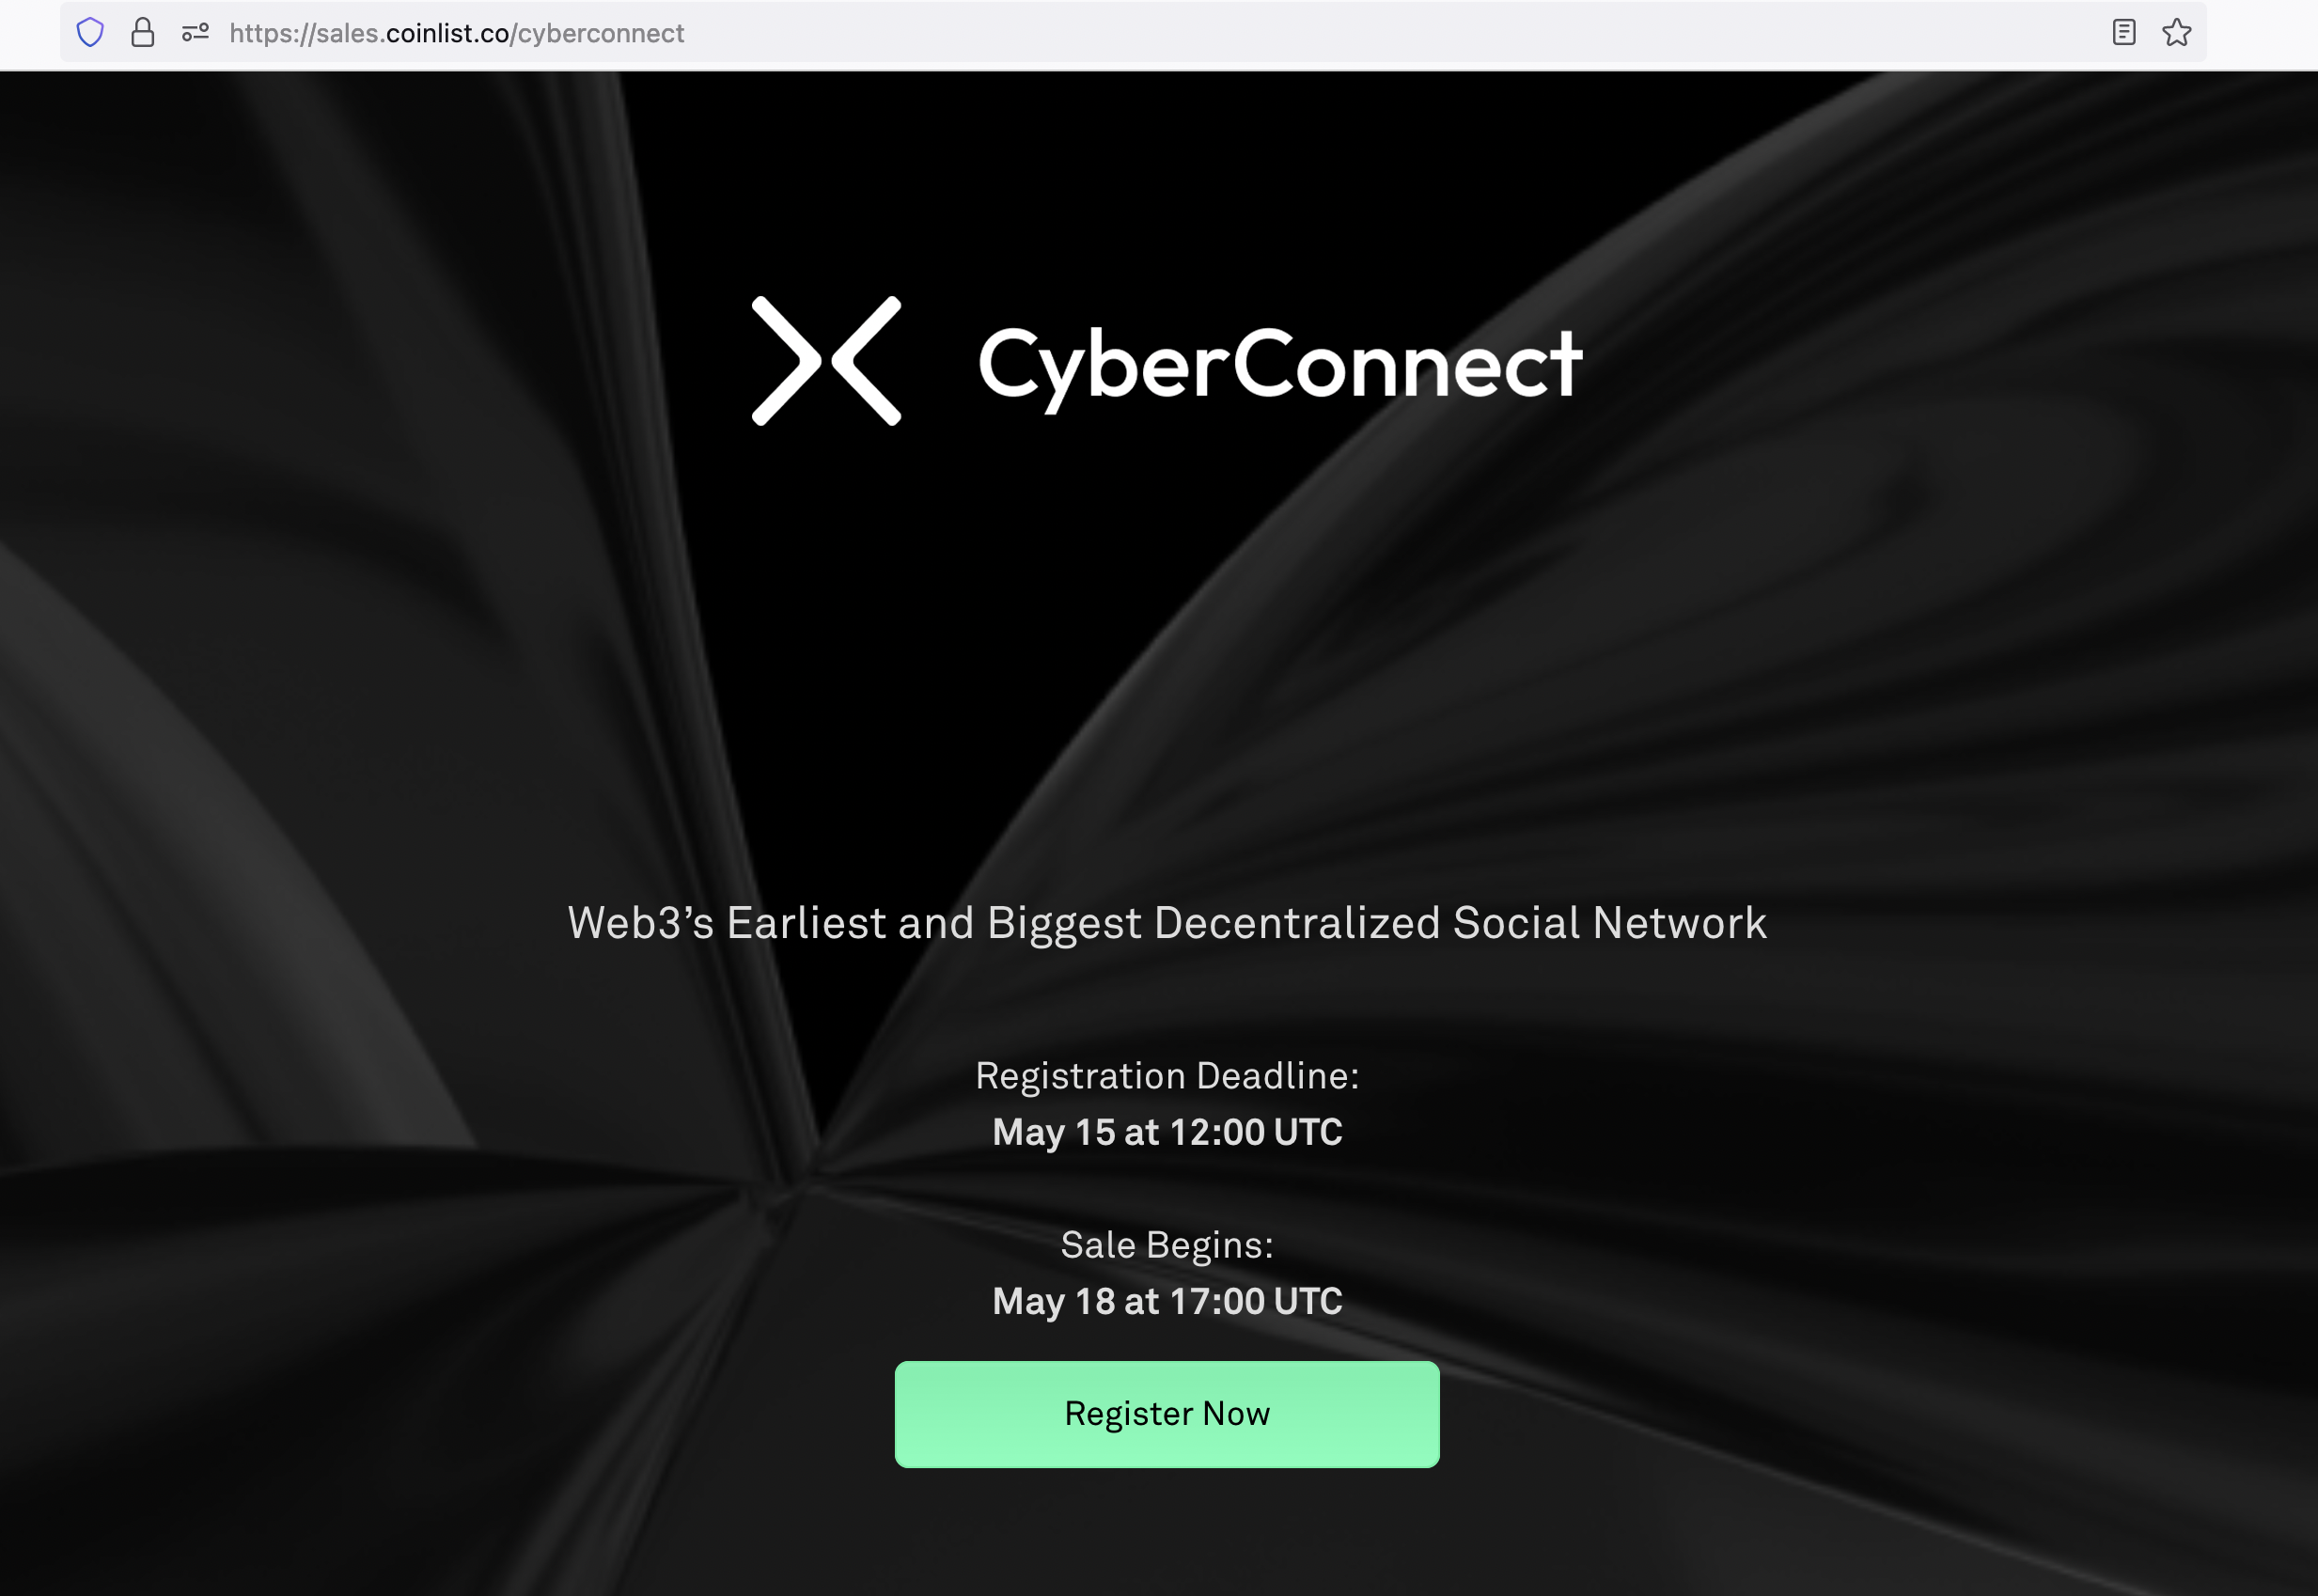 https://sales.coinlist.co/cyberconnect
CyberConnect
Web3’s Earliest and Biggest Decentralized Social Network
Registration Deadline:
May 15 at 12:00 UTC
Sale Begins:
May 18 at 17:00 UTC
Register Now